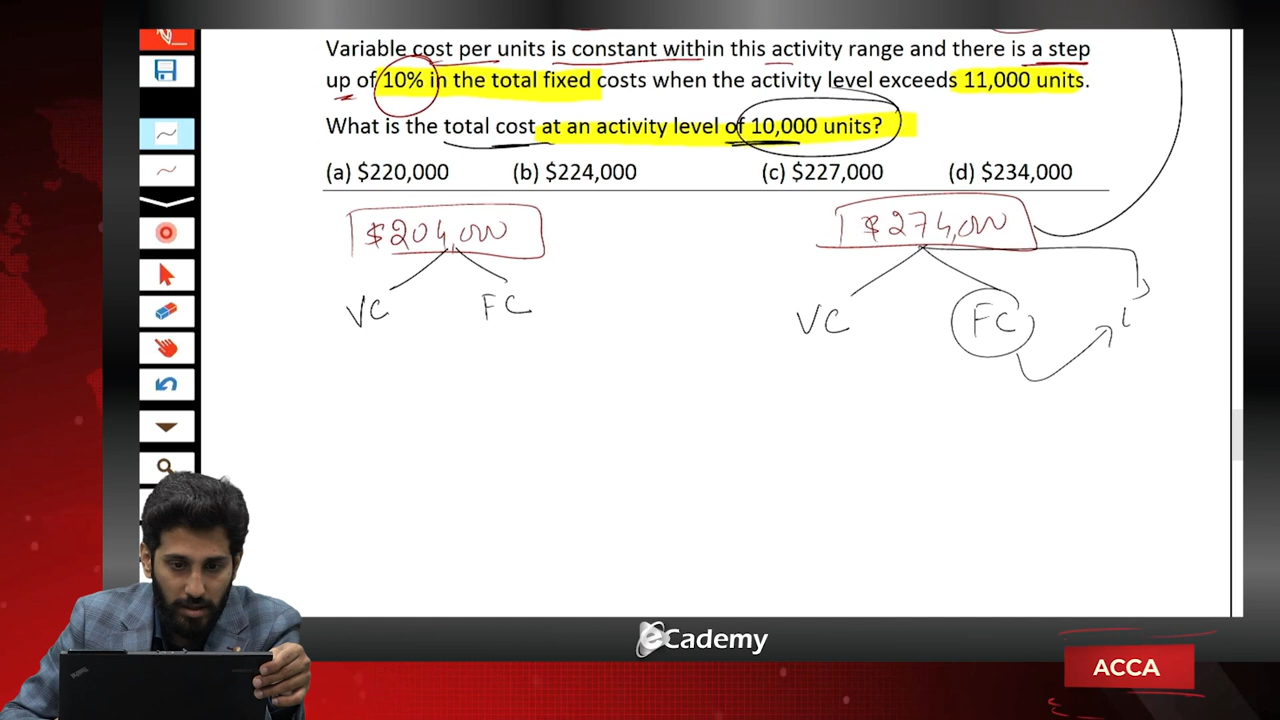 Variable cost per units is constant within this activity range and there is a step
up of 10% in the total fixed costs when the activity level exceeds 11,000 units.
What is the total cost at an activity level of 10,000 units?
(a) $220,000 (b) $224,000 (c) $227,000 (d) $234,000
$204,000 $274,000
VC FC VC FC
eCademy
ACCA